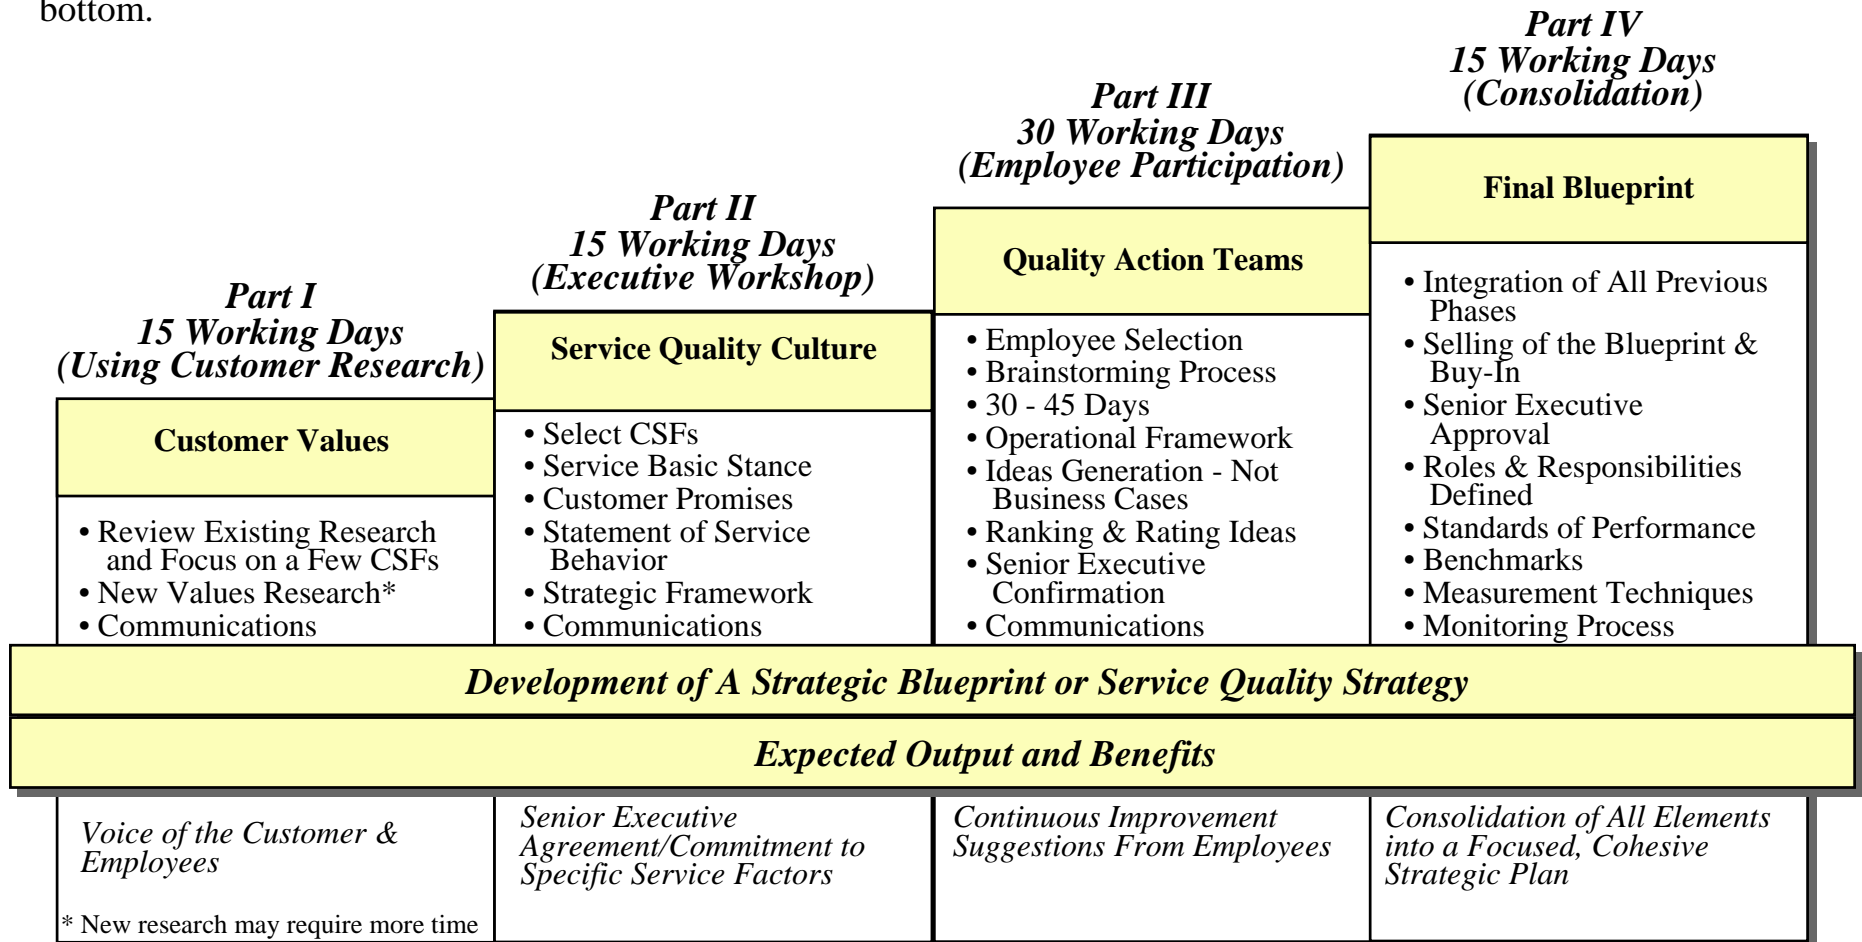 bottom.
Part I
15 Working Days
(Using Customer Research)
Customer Values
• Review Existing Research
and Focus on a Few CSFs
• New Values Research*
• Communications
Part II
15 Working Days
(Executive Workshop)
Service Quality Culture
• Select CSFs
• Service Basic Stance
• Customer Promises
• Statement of Service
Behavior
• Strategic Framework
• Communications
Part III
30 Working Days
(Employee Participation)
Quality Action Teams
• Employee Selection
• Brainstorming Process
• 30 - 45 Days
• Operational Framework
• Ideas Generation - Not
Business Cases
• Ranking & Rating Ideas
• Senior Executive
Confirmation
• Communications
Part IV
15 Working Days
(Consolidation)
Final Blueprint
• Integration of All Previous
Phases
• Selling of the Blueprint &
Buy-In
• Senior Executive
Approval
• Roles & Responsibilities
Defined
• Standards of Performance
• Benchmarks
• Measurement Techniques
• Monitoring Process
Development of A Strategic Blueprint or Service Quality Strategy
Expected Output and Benefits
Voice of the Customer &
Employees
* New research may require more time
Senior Executive
Agreement/Commitment to
Specific Service Factors
Continuous Improvement
Suggestions From Employees
Consolidation of All Elements
into a Focused, Cohesive
Strategic Plan